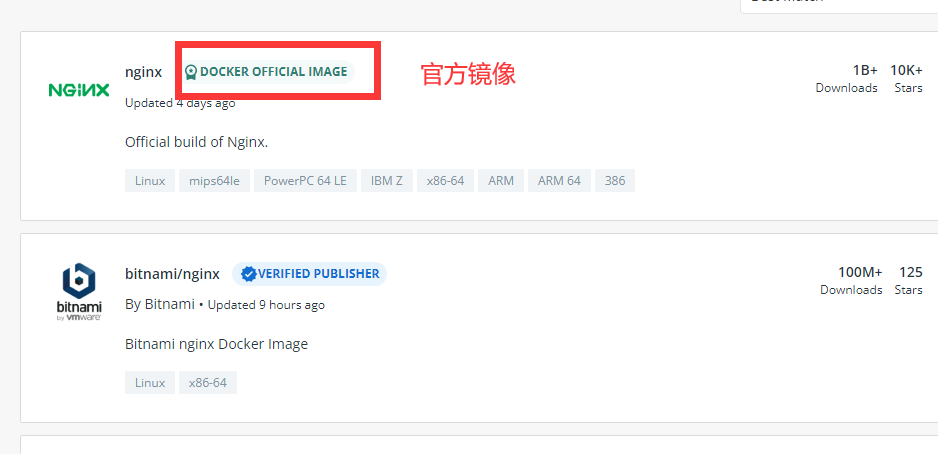 nginx
DOCKER OFFICIAL IMAGE
官方镜像
1B+
10K+
NGINX
Updated 4 days ago
Downloads
Stars
Official build of Nginx.
Linux
mips64le
PowerPC 64 LE
IBM Z
x86-64
ARM
ARM 64
386
bitnami/nginx
VERIFIED PUBLISHER
100M+
125
bitnami
by vmware
By Bitnami • Updated 9 hours ago
Downloads
Stars
Bitnami nginx Docker Image
Linux
x86-64